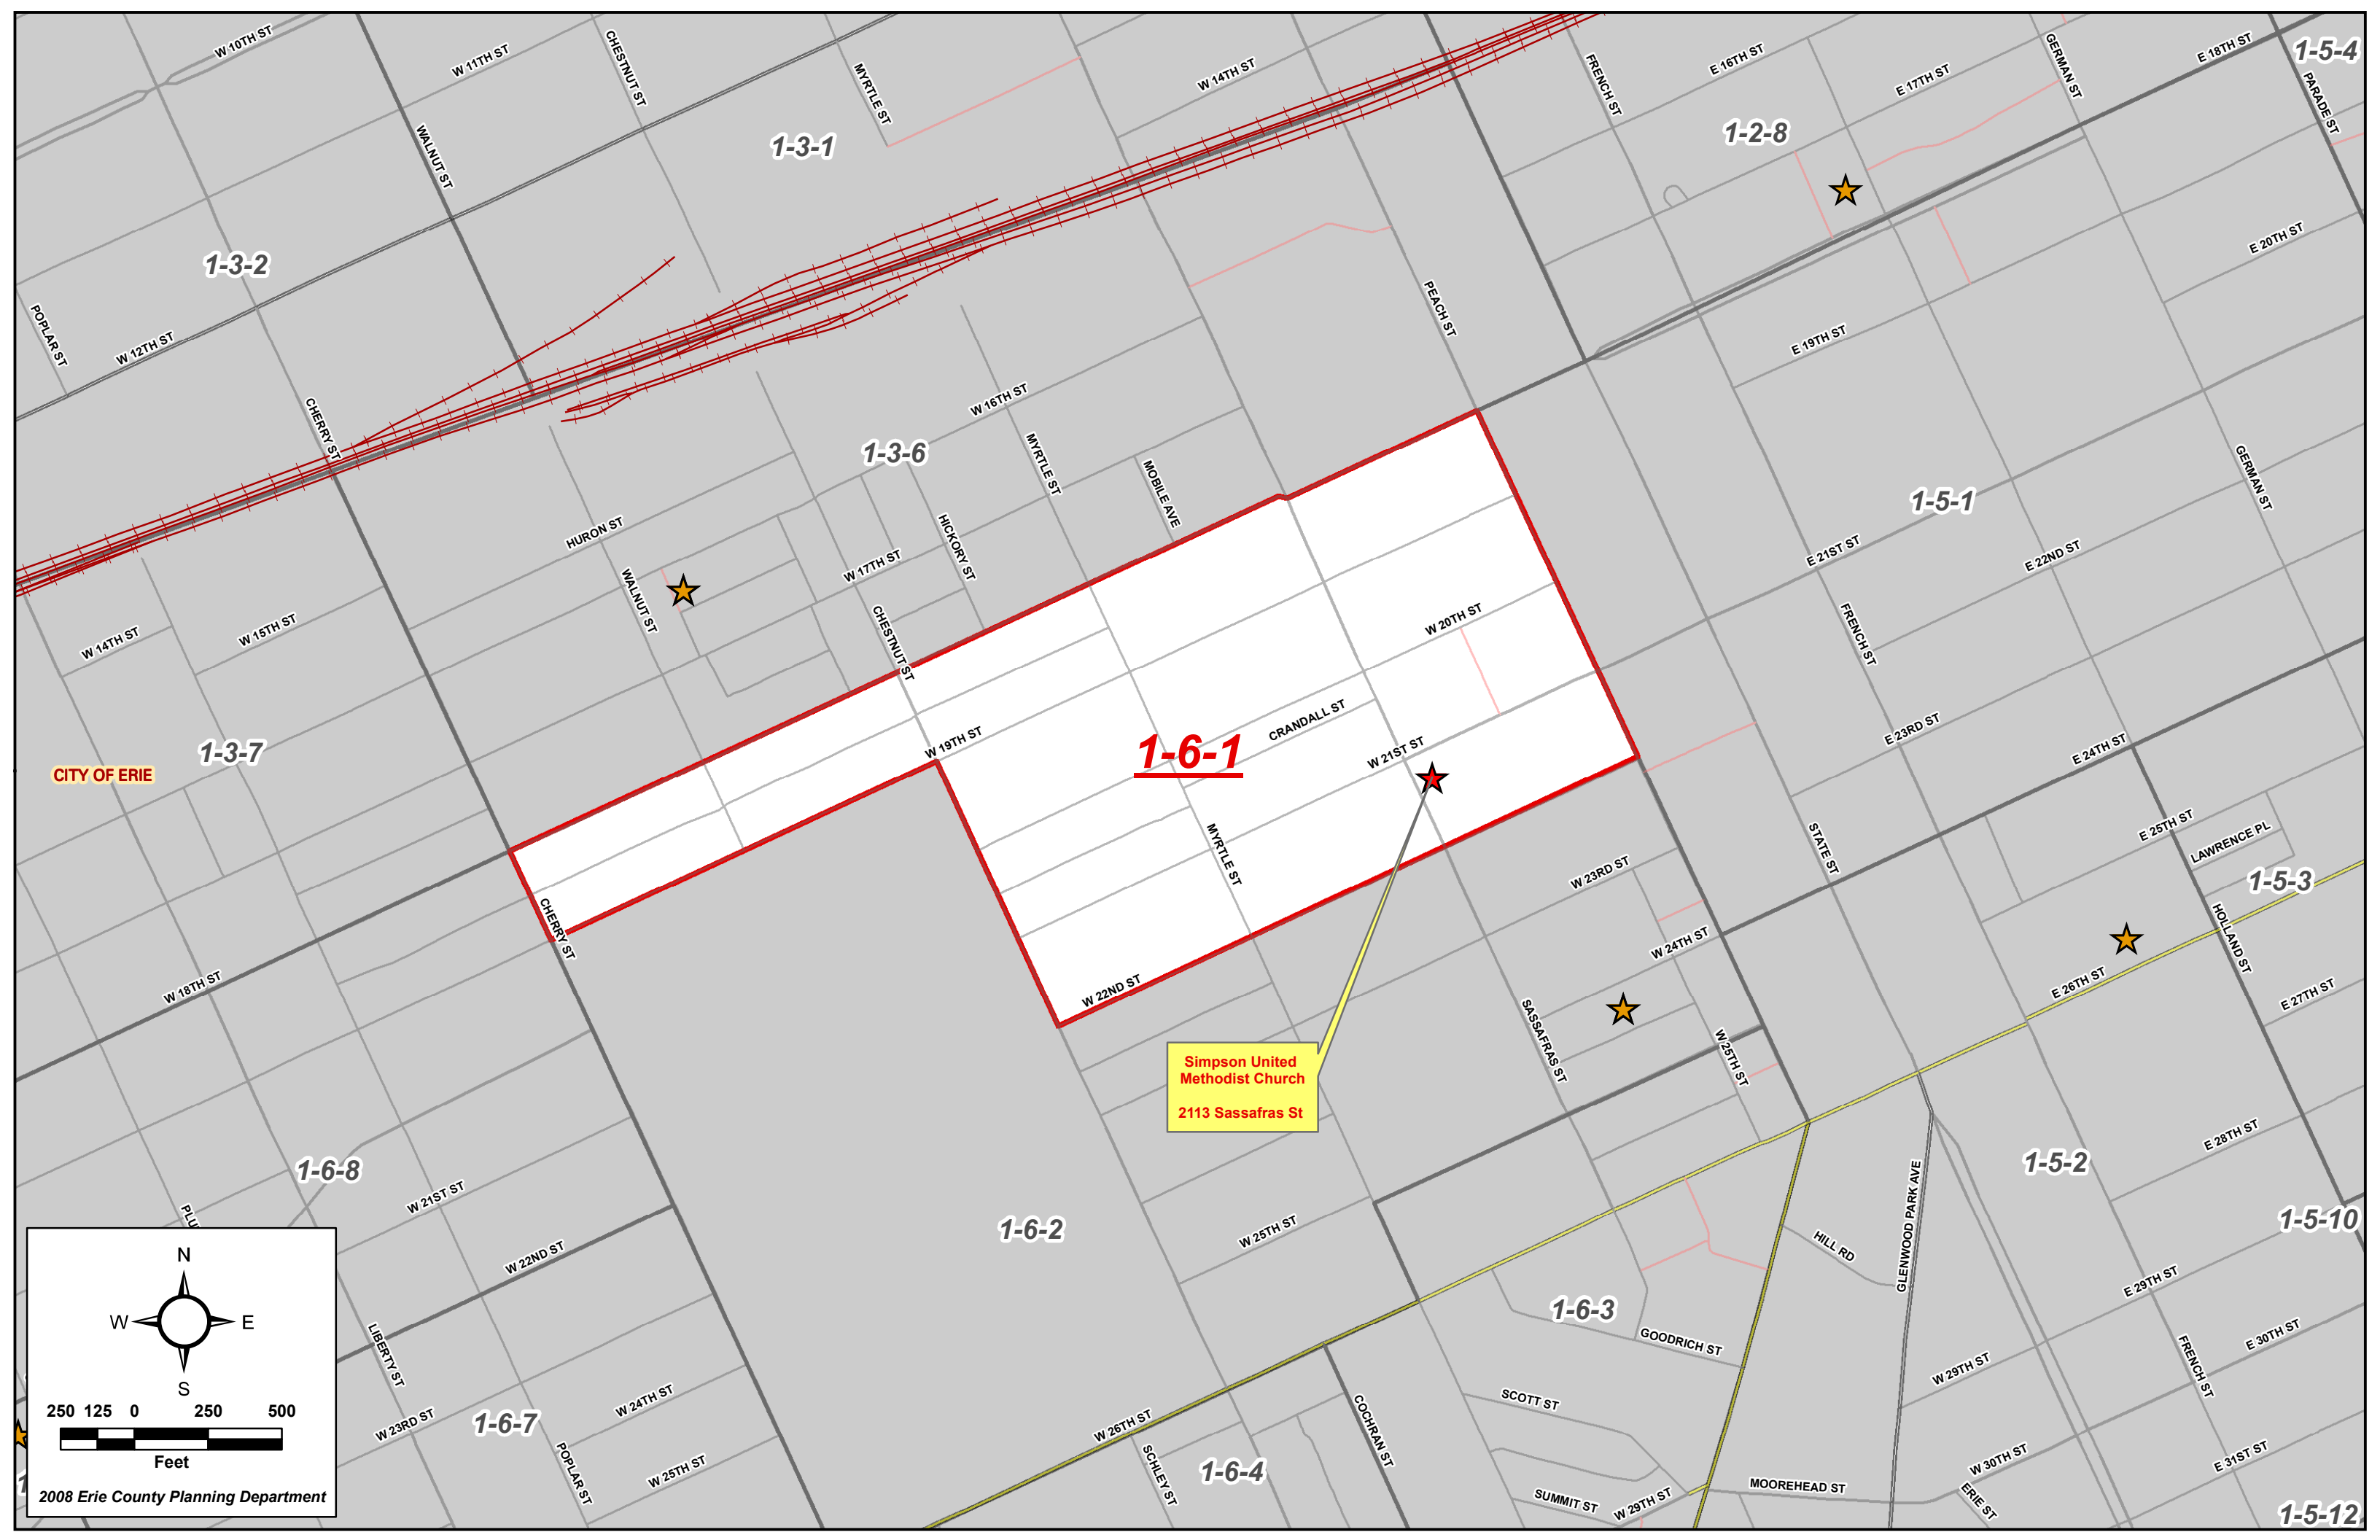 W 10TH ST
W 11TH ST
CHESTNUT ST
MYRTLE ST
W 14TH ST
FRENCH ST
E 16TH ST
E 17TH ST
GERMAN ST
E 18TH ST
1-5-4
PARADE ST
WALNUT ST
1-3-1
1-2-8
1-3-2
E 20TH ST
POPLAR ST
W 12TH ST
PEACH ST
E 19TH ST
CHERRY ST
W 16TH ST
1-3-6
MYRTLE ST
MOBILE AVE
GERMAN ST
1-5-1
HURON ST
HICKORY ST
W 17TH ST
E 21ST ST
E 22ND ST
WALNUT ST
CHESTNUT ST
W 14TH ST
W 15TH ST
W 20TH ST
FRENCH ST
1-3-7
CITY OF ERIE
W 19TH ST
1-6-1
CRANDALL ST
W 21ST ST
E 23RD ST
E 24TH ST
MYRTLE ST
STATE ST
E 25TH ST
LAWRENCE PL
1-5-3
W 23RD ST
CHERRY ST
W 24TH ST
HOLLAND ST
W 18TH ST
W 22ND ST
E 26TH ST
E 27TH ST
SASSAFRAS ST
W 25TH ST
Simpson United
Methodist Church
2113 Sassafras St
1-6-8
W 21ST ST
1-5-2
E 28TH ST
GLENWOOD PARK AVE
1-6-2
W 25TH ST
HILL RD
1-5-10
W 22ND ST
E 29TH ST
1-6-3
GOODRICH ST
LIBERTY ST
E 30TH ST
FRENCH ST
W 29TH ST
W 24TH ST
W 23RD ST
1-6-7
SCOTT ST
COCHRAN ST
W 26TH ST
POPLAR ST
W 25TH ST
SCHLEY ST
1-6-4
W 30TH ST
E 31ST ST
MOOREHEAD ST
SUMMIT ST
W 29TH ST
ERIE ST
1-5-12
N
W E
S
250 125 0 250 500
Feet
2008 Erie County Planning Department